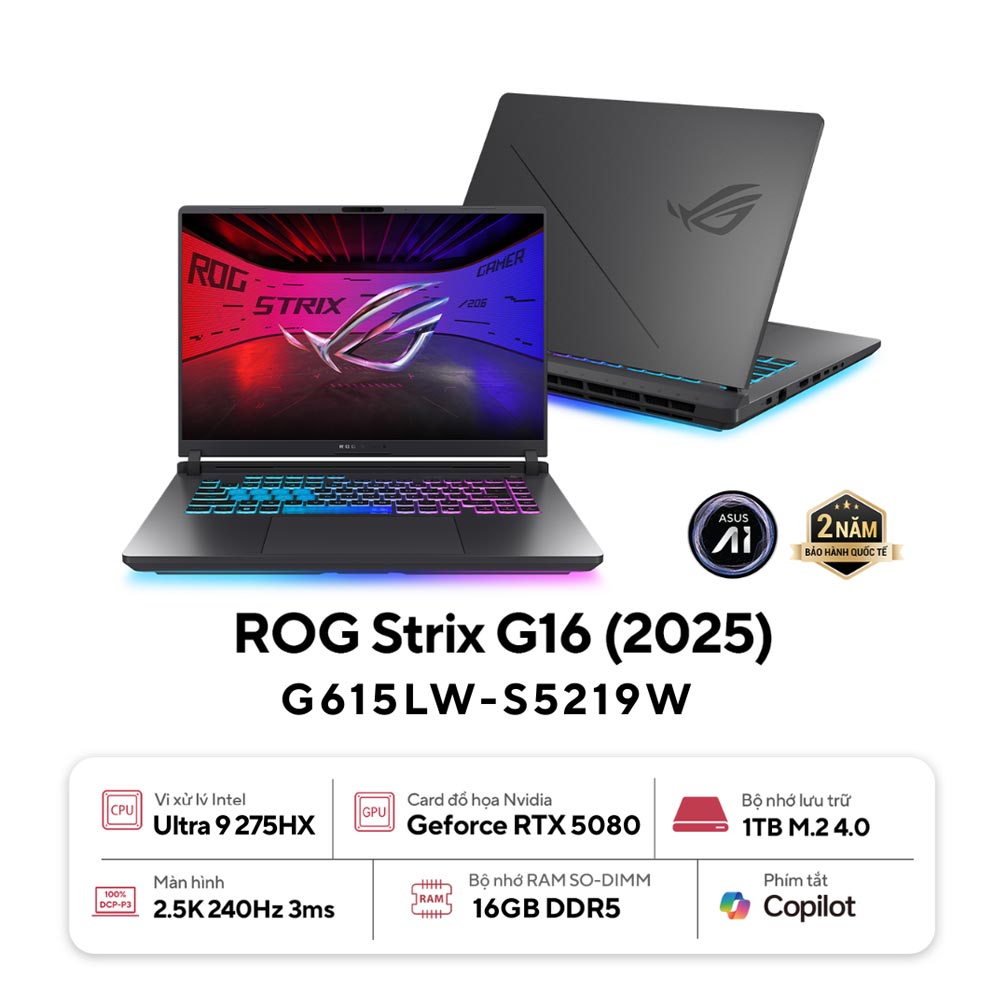 ROG
STRIX
GAMER
/206
ASUS
Ai
2 NĂM
BẢO HÀNH QUỐC TẾ
ROG Strix G16 (2025)
G615LW-S5219W
CPU
Vi xử lý Intel
Ultra 9 275HX
GPU
Card đồ họa Nvidia
Geforce RTX 5080
Bộ nhớ lưu trữ
1TB M.2 4.0
100%
DCP-P3
Màn hình
2.5K 240Hz 3ms
RAM
Bộ nhớ RAM SO-DIMM
16GB DDR5
Phím tắt
Copilot